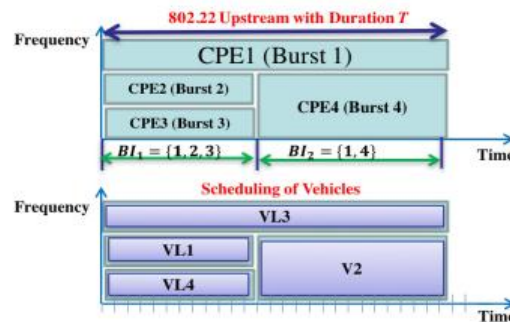 802.22 Upstream with Duration T
Frequency
CPE1 (Burst 1)
CPE2 (Burst 2)
CPE3 (Burst 3)
CPE4 (Burst 4)
BI₁ = {1, 2, 3}
BI₂ = {1, 4}
Time
Scheduling of Vehicles
Frequency
VL3
VL1
VL4
V2
Time